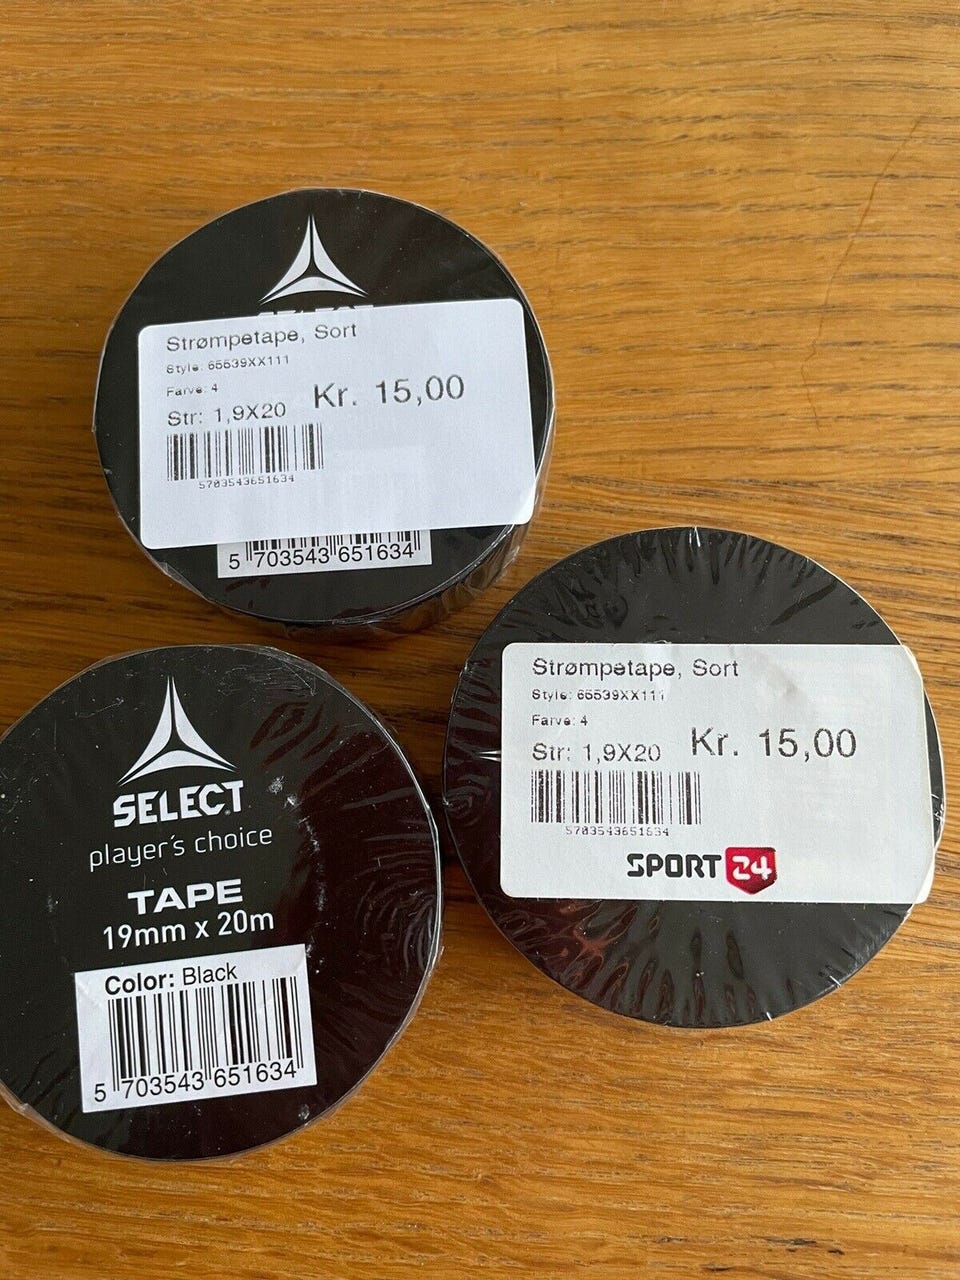 Strømpetape, Sort
Style: 65539XX111
Farve: 4
Str: 1,9X20 Kr. 15,00
5703543651634
5 703543 651634
Strømpetape, Sort
Style: 65539XX111
Farve: 4
Str: 1,9X20 Kr. 15,00
5703543651634
SPORT 24
SELECT
player's choice
TAPE
19mm x 20m
Color: Black
5 703543 651634